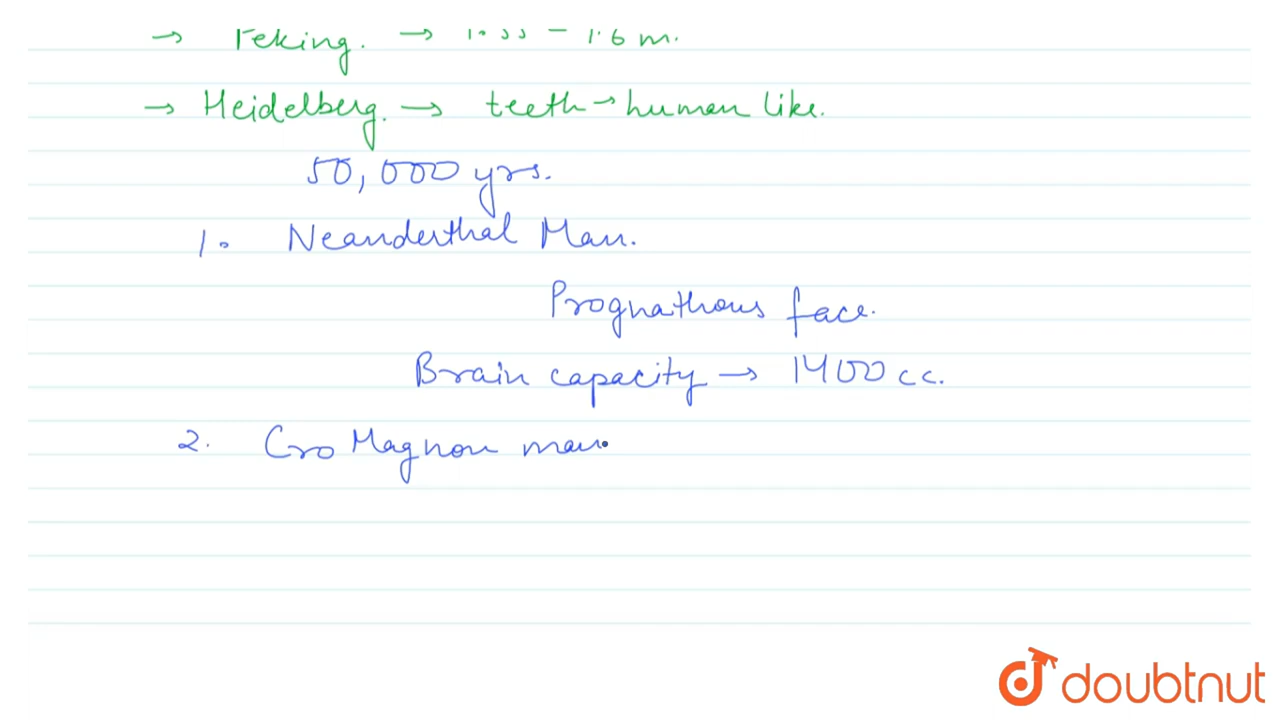 → Peking. → 1.55 - 1.6 m.
→ Heidelberg. → teeth → human like.
50,000 yrs.
1. Neanderthal Man.
Prognathous face.
Brain capacity → 1400 cc.
2. Cro Magnon man
doubtnut